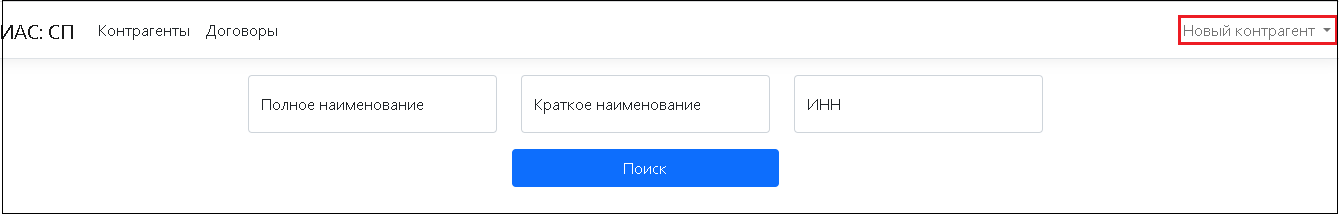 ИАС: СП Контрагенты Договоры Новый контрагент
Полное наименование Краткое наименование ИНН
Поиск